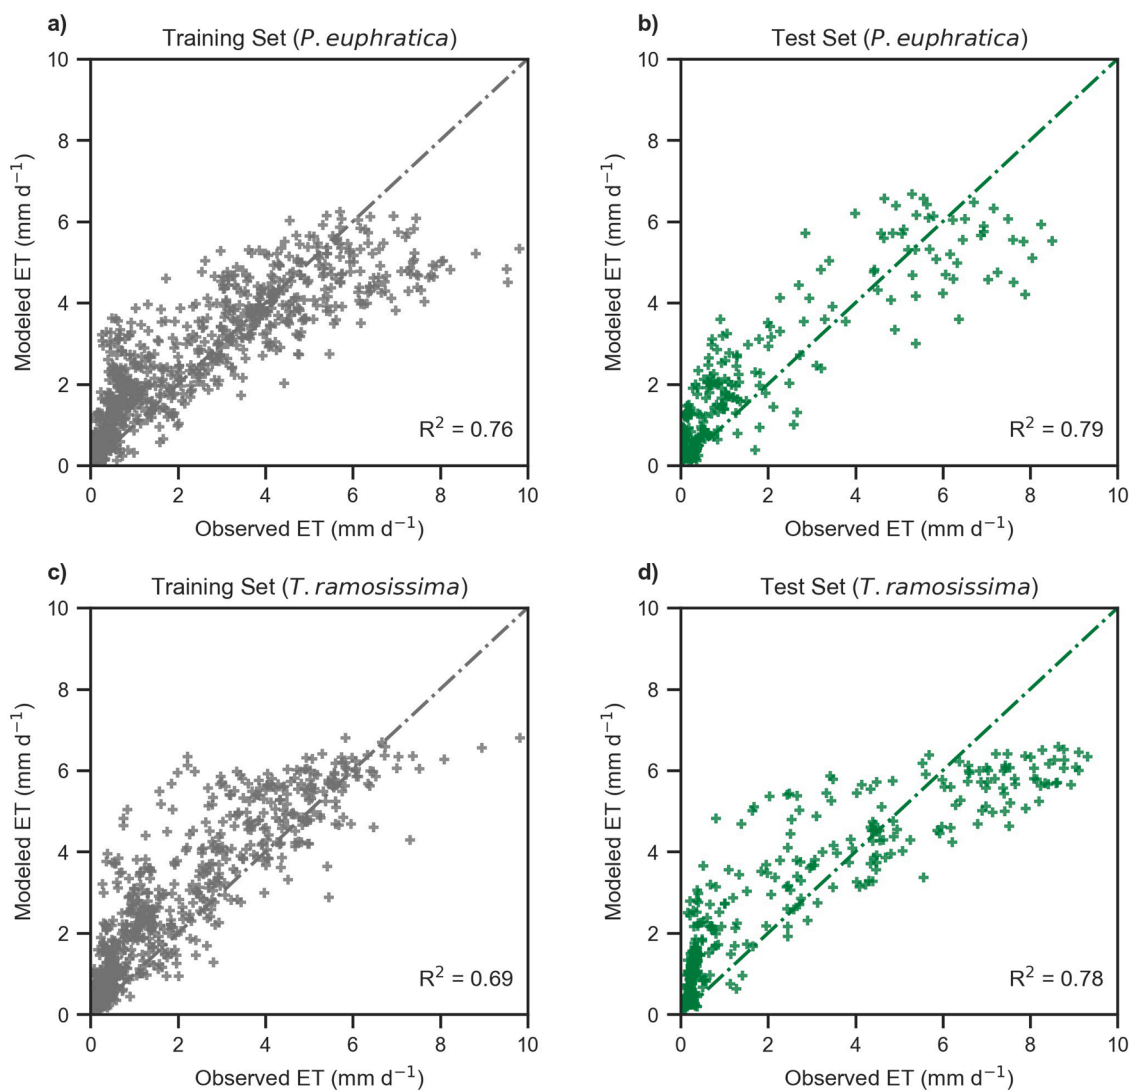 a)
Training Set (P. euphratica)
10
8
6
4
2
0
Modeled ET (mm d⁻¹)
R² = 0.76
0 2 4 6 8 10
Observed ET (mm d⁻¹)
b)
Test Set (P. euphratica)
10
8
6
4
2
0
Modeled ET (mm d⁻¹)
R² = 0.79
0 2 4 6 8 10
Observed ET (mm d⁻¹)
c)
Training Set (T. ramosissima)
10
8
6
4
2
0
Modeled ET (mm d⁻¹)
R² = 0.69
0 2 4 6 8 10
Observed ET (mm d⁻¹)
d)
Test Set (T. ramosissima)
10
8
6
4
2
0
Modeled ET (mm d⁻¹)
R² = 0.78
0 2 4 6 8 10
Observed ET (mm d⁻¹)